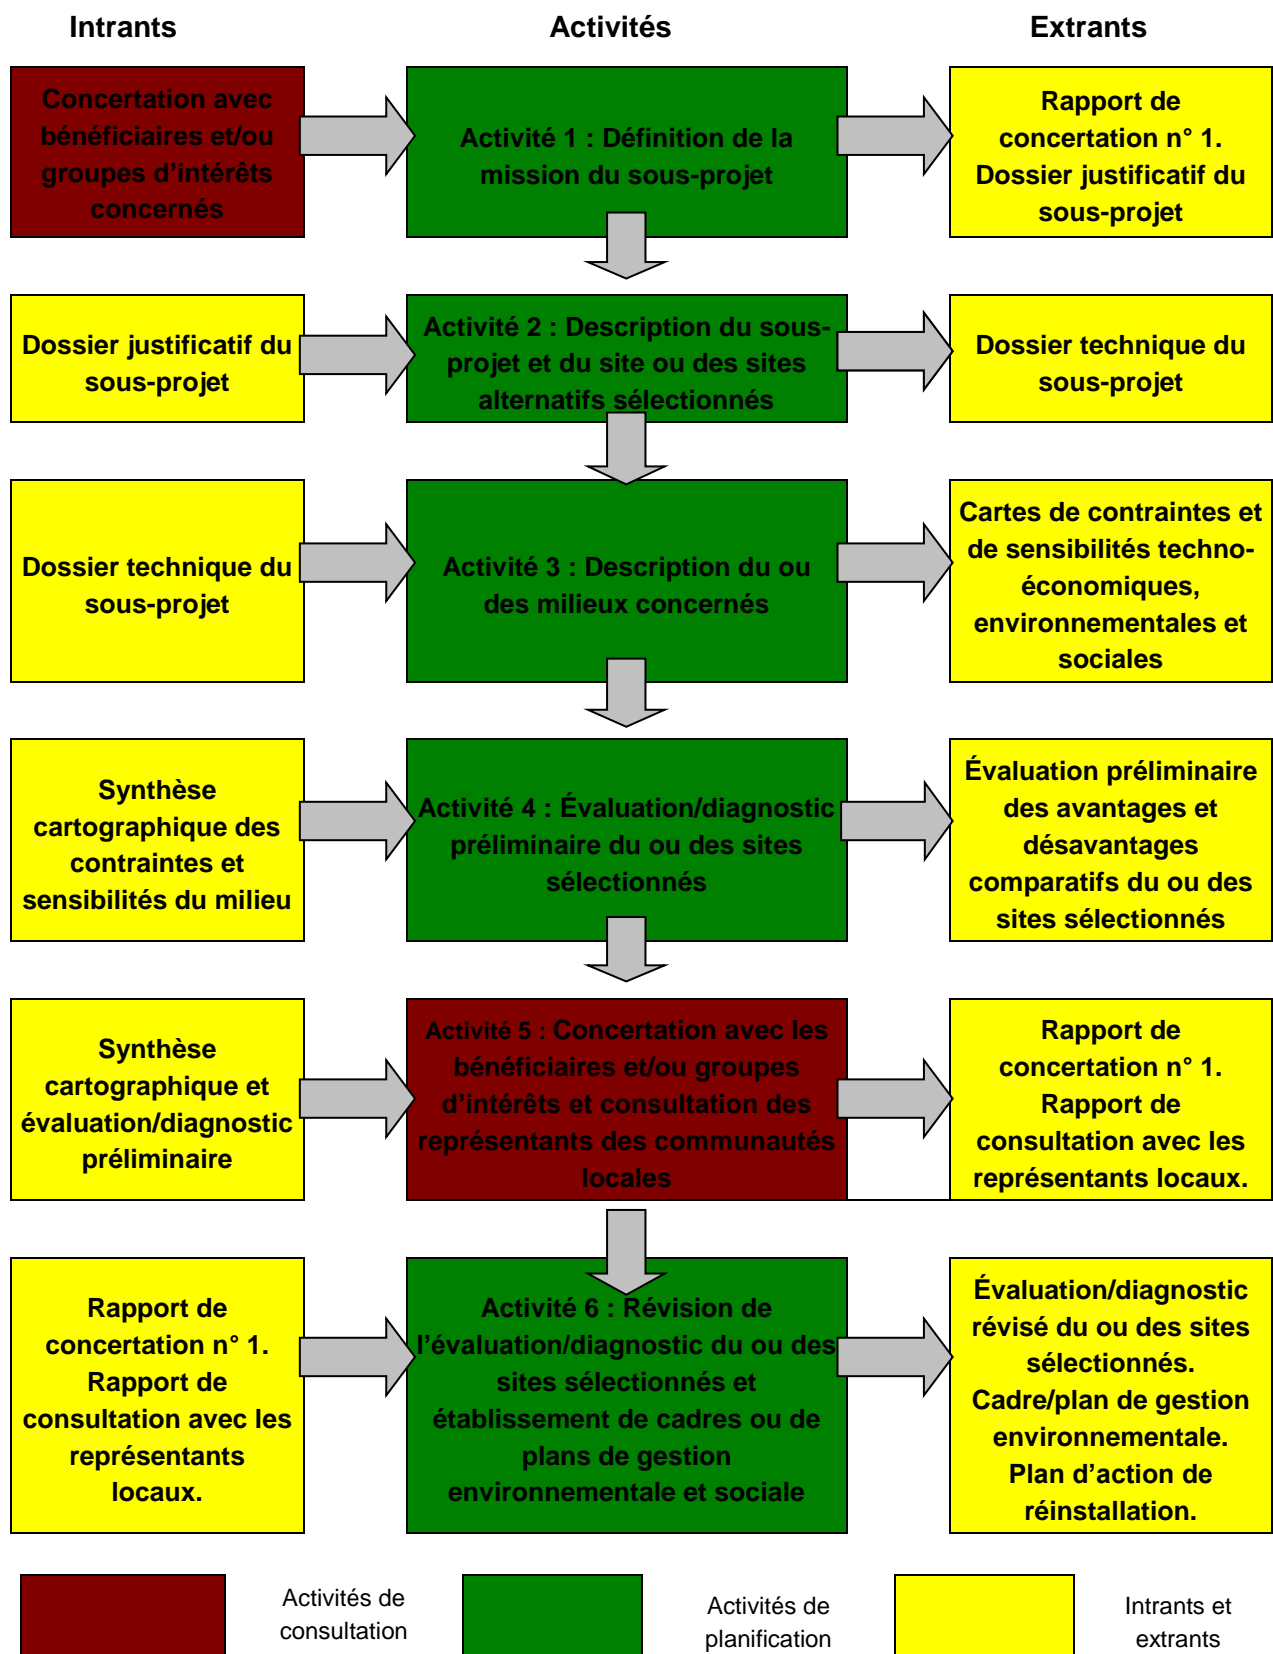 Intrants
Activités
Extrants
Concertation avec
bénéficiaires et/ou
groupes d'intérêts
concernés
Activité 1 : Définition de la
mission du sous-projet
Rapport de
concertation n° 1.
Dossier justificatif du
sous-projet
Dossier justificatif du
sous-projet
Activité 2 : Description du sous-
projet et du site ou des sites
alternatifs sélectionnés
Dossier technique du
sous-projet
Dossier technique du
sous-projet
Activité 3 : Description du ou
des milieux concernés
Cartes de contraintes et
de sensibilités techno-
économiques,
environnementales et
sociales
Synthèse
cartographique des
contraintes et
sensibilités du milieu
Activité 4 : Évaluation/diagnostic
préliminaire du ou des sites
sélectionnés
Évaluation préliminaire
des avantages et
désavantages
comparatifs du ou des
sites sélectionnés
Synthèse
cartographique et
évaluation/diagnostic
préliminaire
Activité 5 : Concertation avec les
bénéficiaires et/ou groupes
d'intérêts et consultation des
représentants des communautés
locales
Rapport de
concertation n° 1.
Rapport de
consultation avec les
représentants locaux.
Rapport de
concertation n° 1.
Rapport de
consultation avec les
représentants
locaux.
Activité 6 : Révision de
l'évaluation/diagnostic du ou des
sites sélectionnés et
établissement de cadres ou de
plans de gestion
environnementale et sociale
Évaluation/diagnostic
révisé du ou des sites
sélectionnés.
Cadre/plan de gestion
environnementale.
Plan d'action de
réinstallation.
Activités de
consultation
Activités de
planification
Intrants et
extrants